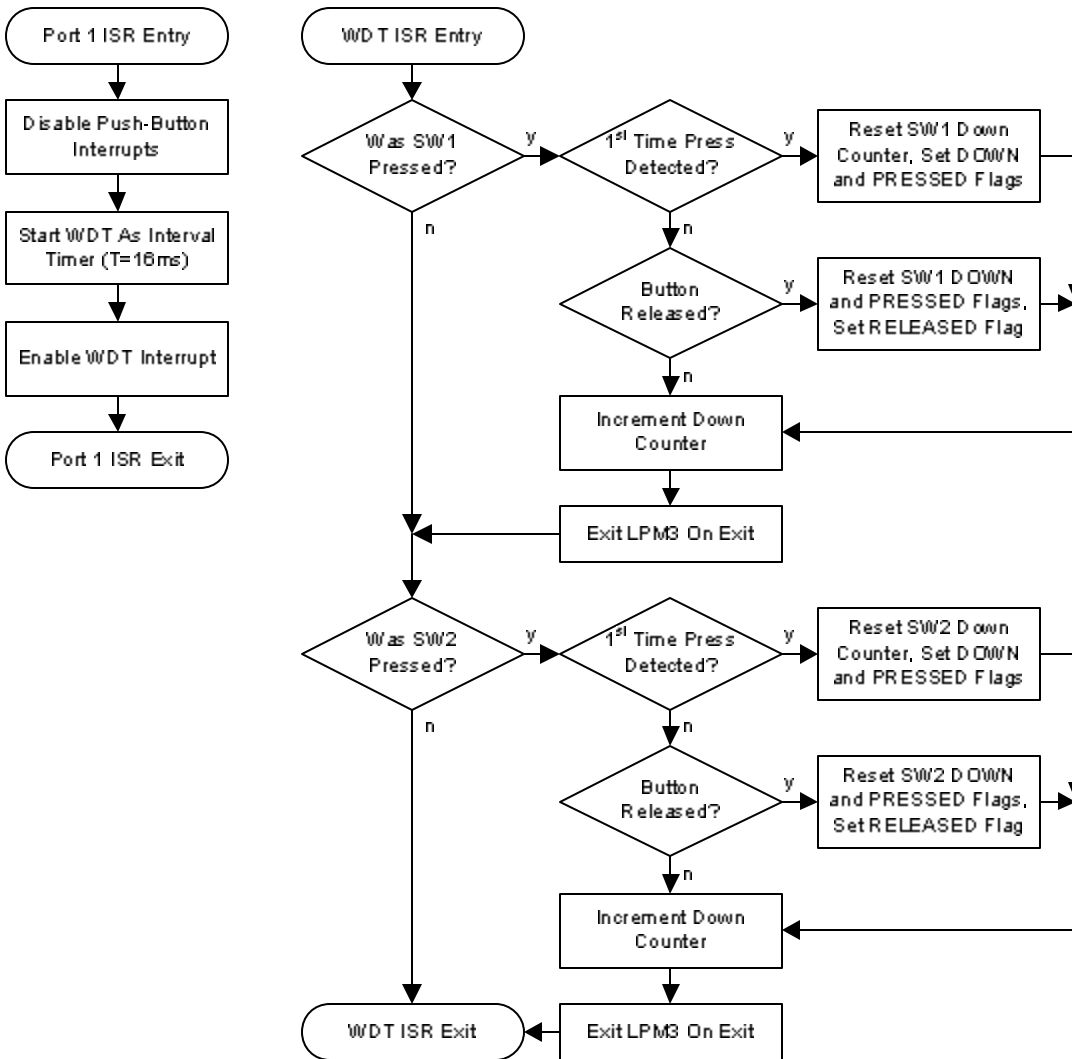 Port 1 ISR Entry
Disable Push-Button
Interrupts
Start WDT As Interval
Timer (T=16ms)
Enable WDT Interrupt
Port 1 ISR Exit
WDT ISR Entry
Was SW1
Pressed?
y
n
1st Time Press
Detected?
y
n
Reset SW1 Down
Counter, Set DOWN
and PRESSED Flags
Button
Released?
y
n
Reset SW1 DOWN
and PRESSED Flags,
Set RELEASED Flag
Increment Down
Counter
Exit LPM3 On Exit
Was SW2
Pressed?
y
n
1st Time Press
Detected?
y
n
Reset SW2 Down
Counter, Set DOWN
and PRESSED Flags
Button
Released?
y
n
Reset SW2 DOWN
and PRESSED Flags,
Set RELEASED Flag
Increment Down
Counter
Exit LPM3 On Exit
WDT ISR Exit